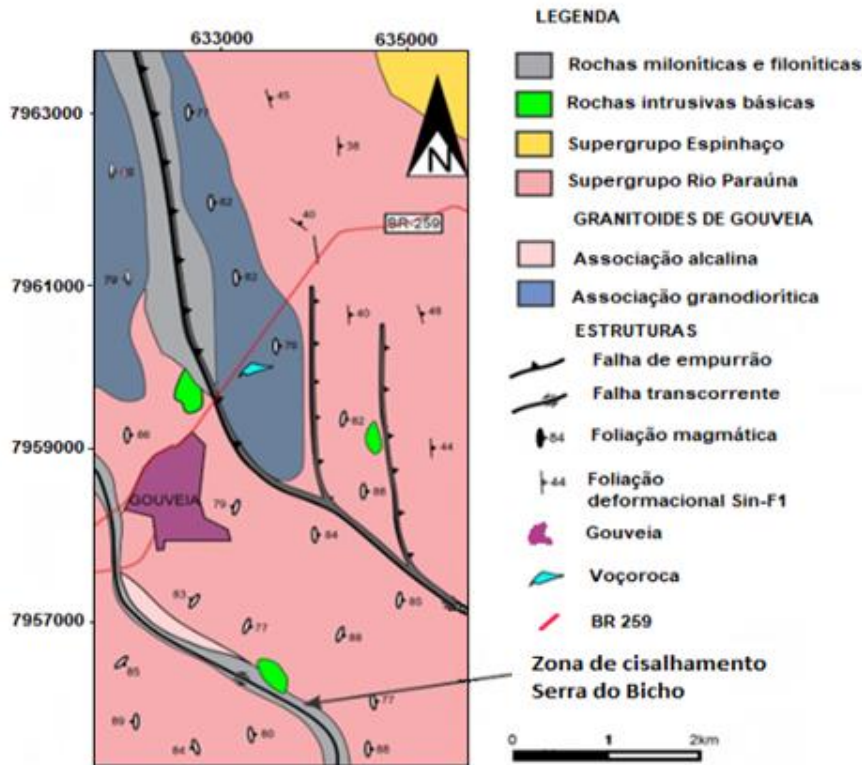 633000 635000
7963000
7961000
7959000
7957000
77
45
38
N
82
40
BR 259
79
82
40
48
76
82
66
44
GOUVEIA
88
79
84
83
85
77
88
85
77
89
80
84
88
LEGENDA
Rochas miloníticas e filoníticas
Rochas intrusivas básicas
Supergrupo Espinhaço
Supergrupo Rio Paraúna
GRANITOIDES DE GOUVEIA
Associação alcalina
Associação granodiorítica
ESTRUTURAS
Falha de empurrão
Falha transcorrente
84 Foliação magmática
44 Foliação
deformacional Sin-F1
Gouveia
Voçoroca
BR 259
Zona de cisalhamento
Serra do Bicho
0 1 2km